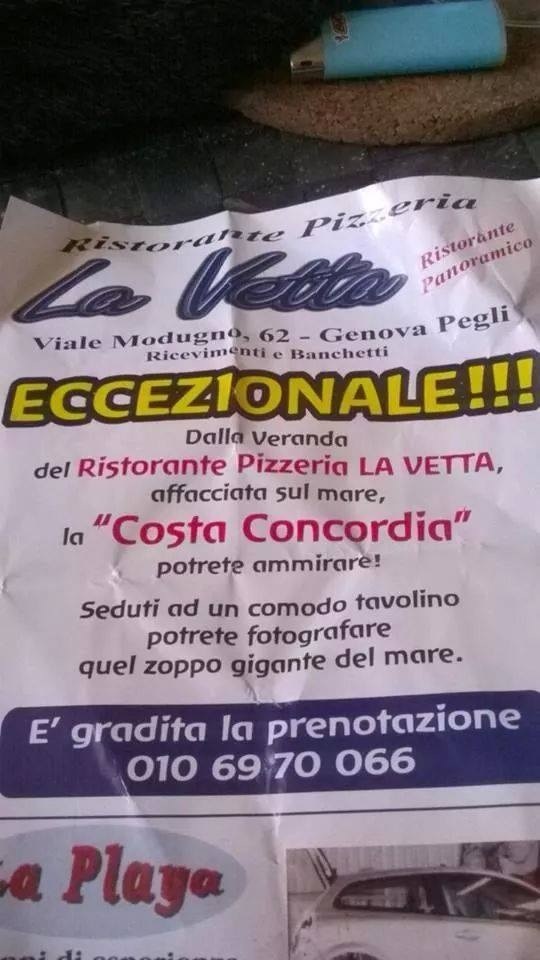 Ristorante Pizzeria
La Vetta
Ristorante
Panoramico
Viale Modugno, 62 - Genova Pegli
Ricevimenti e Banchetti
ECCEZIONALE!!!
Dalla Veranda
del Ristorante Pizzeria LA VETTA,
affacciata sul mare,
la "Costa Concordia"
potrete ammirare!
Seduti ad un comodo tavolino
potrete fotografare
quel zoppo gigante del mare.
E' gradita la prenotazione
010 69 70 066
La Playa
di esperienza